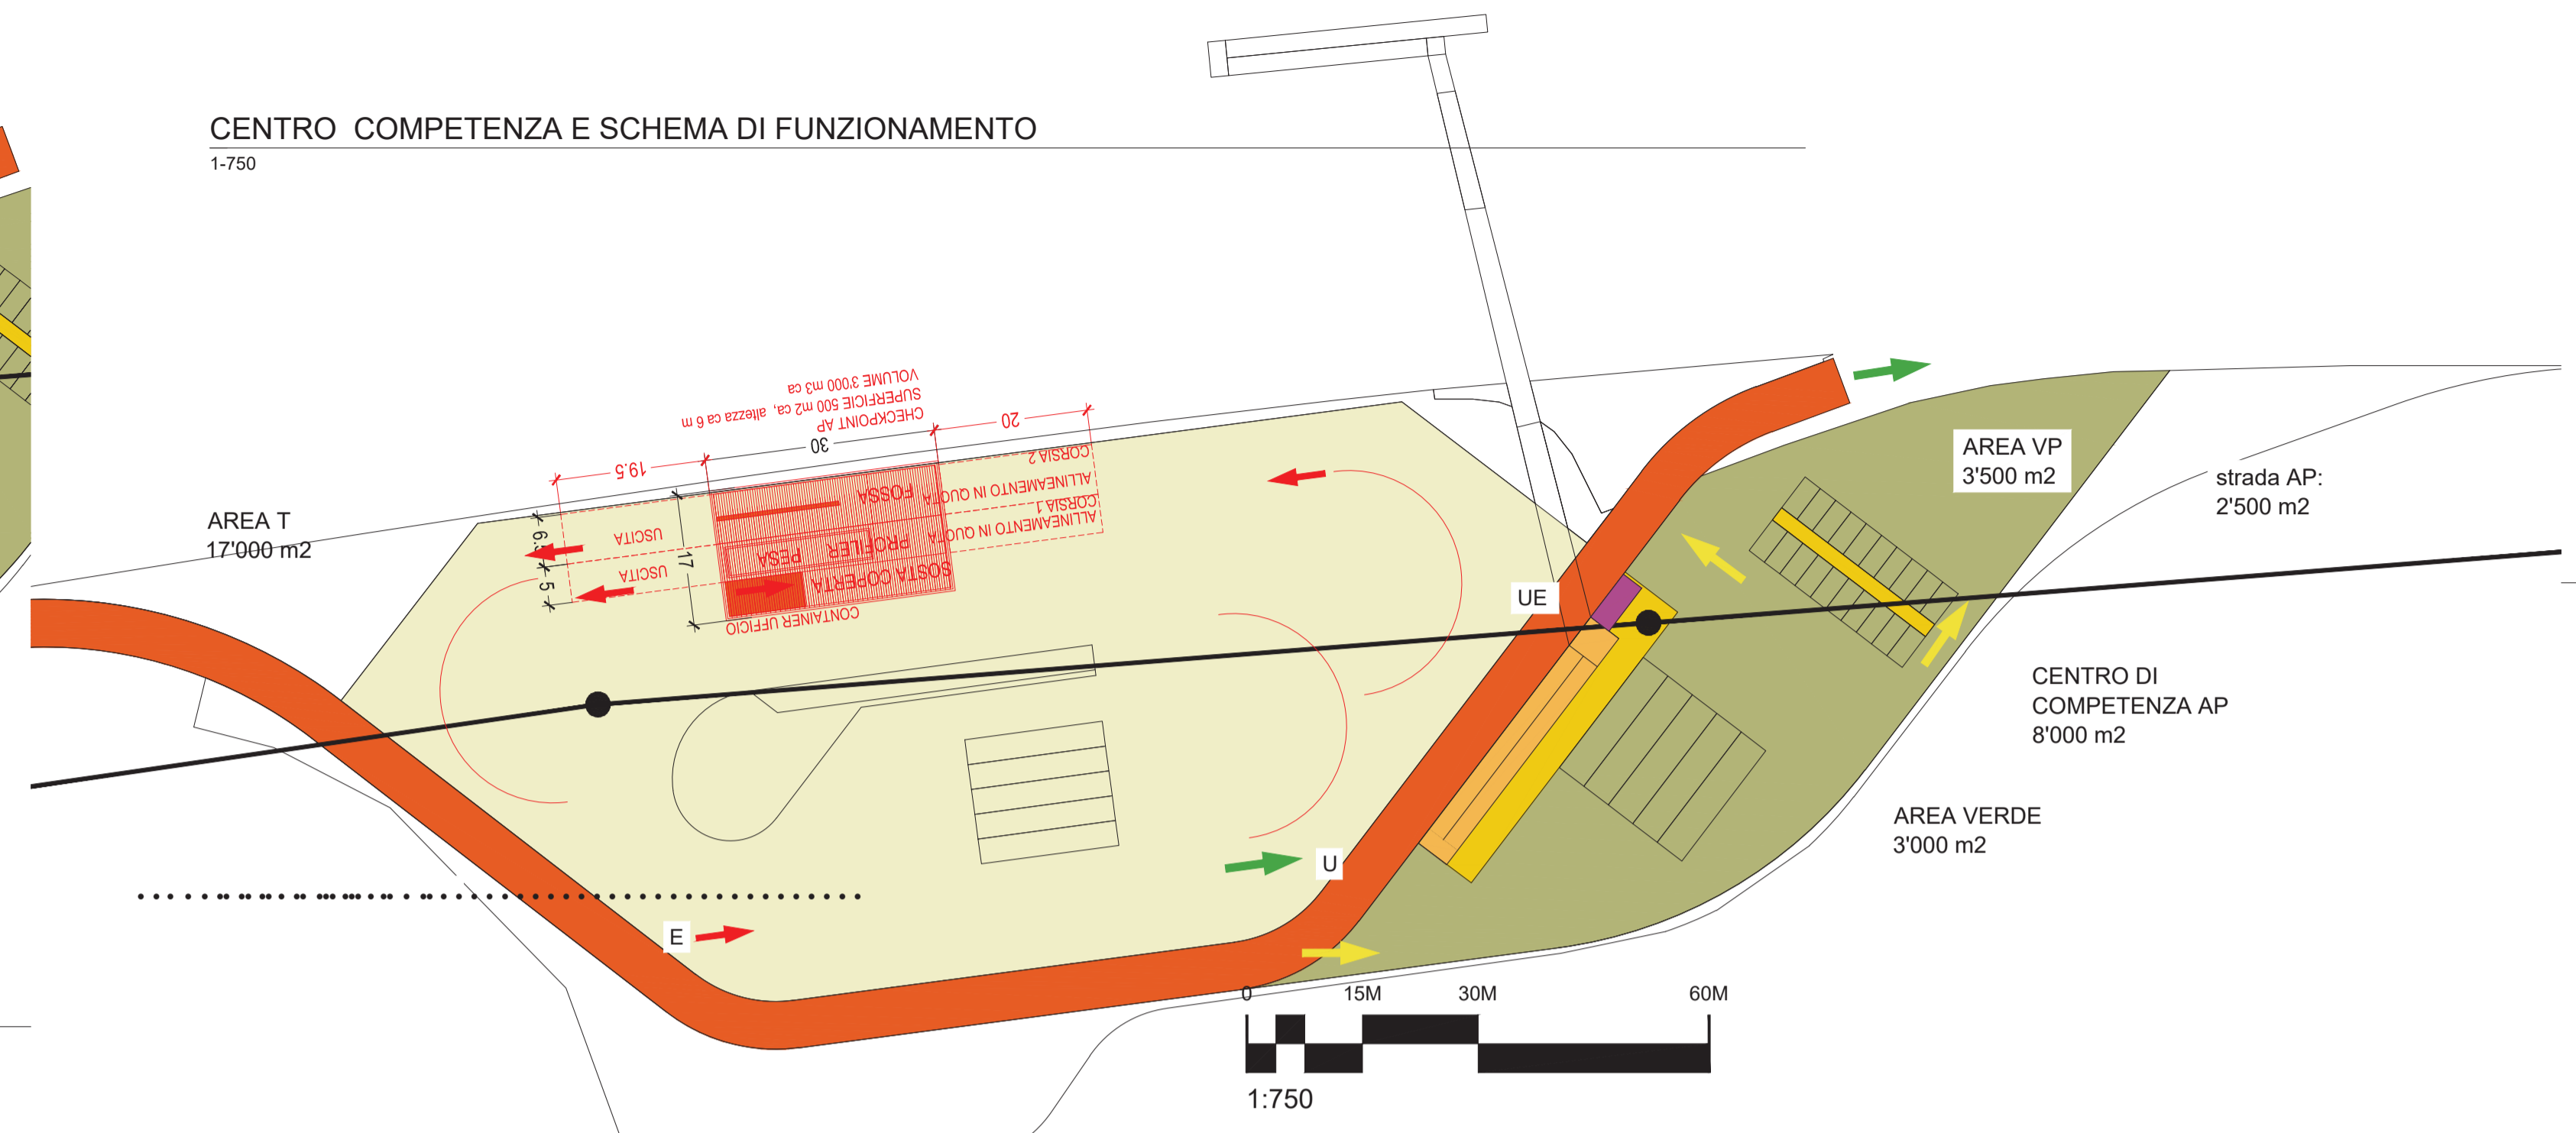 CENTRO COMPETENZA E SCHEMA DI FUNZIONAMENTO
1-750
CHECKPOINT AP
SUPERFICIE 500 m2 ca, altezza ca 6 m
VOLUME 3'000 m3 ca
19.5
30
20
CORSIA 2
ALLINEAMENTO IN QUOTA
CORSIA 1
ALLINEAMENTO IN QUOTA
FOSSA
PROFILER
PESA
SOSTA COPERTA
CONTAINER UFFICIO
USCITA
USCITA
5
17
AREA T
17'000 m2
AREA VP
3'500 m2
strada AP:
2'500 m2
UE
CENTRO DI
COMPETENZA AP
8'000 m2
AREA VERDE
3'000 m2
U
E
0 15M 30M 60M
1:750